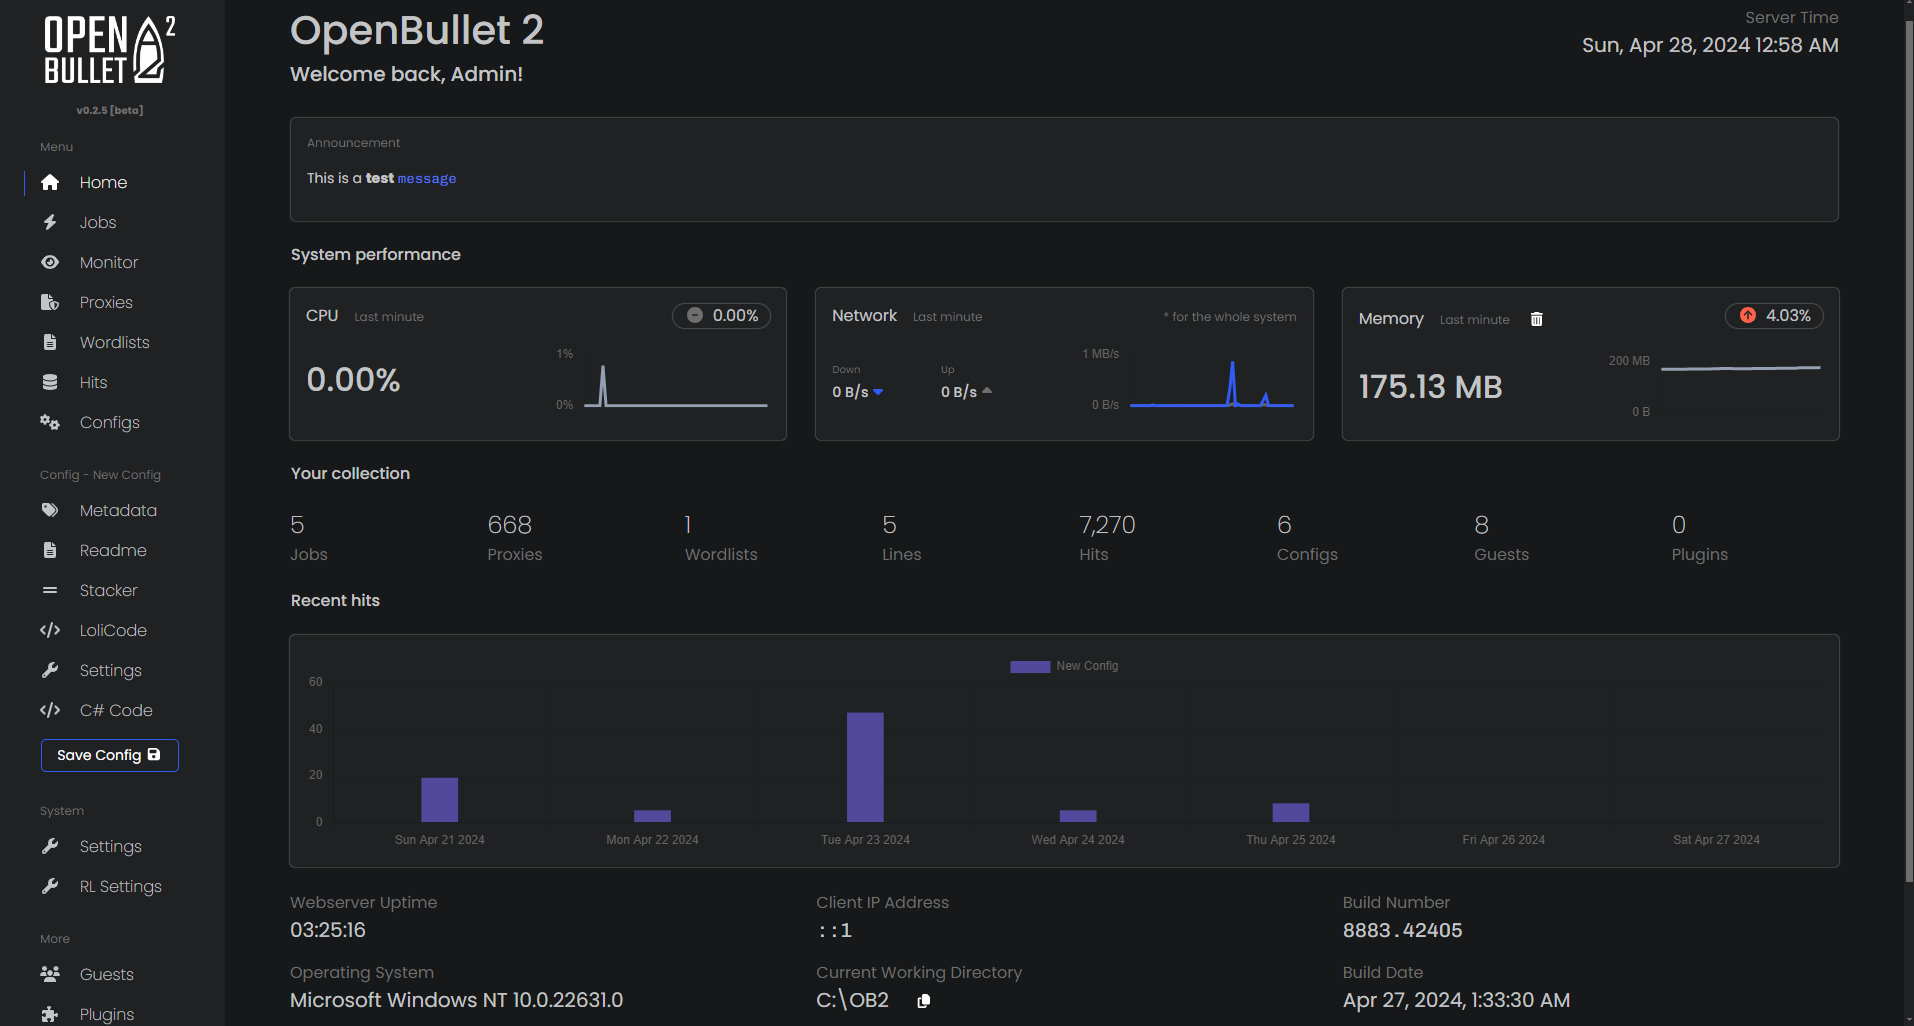 OPEN BULLET 2
v0.2.5 [beta]
Menu
Home
Jobs
Monitor
Proxies
Wordlists
Hits
Configs
Config - New Config
Metadata
Readme
Stacker
LoliCode
Settings
C# Code
Save Config
System
Settings
RL Settings
More
Guests
Plugins
OpenBullet 2
Welcome back, Admin!
Server Time
Sun, Apr 28, 2024 12:58 AM
Announcement
This is a test message
System performance
CPU Last minute 0.00%
0.00%
1%
0%
Network Last minute * for the whole system
Down Up
0 B/s 0 B/s
1 MB/s
0 B/s
Memory Last minute 4.03%
175.13 MB
200 MB
0 B
Your collection
5 668 1 5 7,270 6 8 0
Jobs Proxies Wordlists Lines Hits Configs Guests Plugins
Recent hits
New Config
60
40
20
0
Sun Apr 21 2024 Mon Apr 22 2024 Tue Apr 23 2024 Wed Apr 24 2024 Thu Apr 25 2024 Fri Apr 26 2024 Sat Apr 27 2024
Webserver Uptime Client IP Address Build Number
03:25:16 ::1 8883.42405
Operating System Current Working Directory Build Date
Microsoft Windows NT 10.0.22631.0 C:\OB2 Apr 27, 2024, 1:33:30 AM